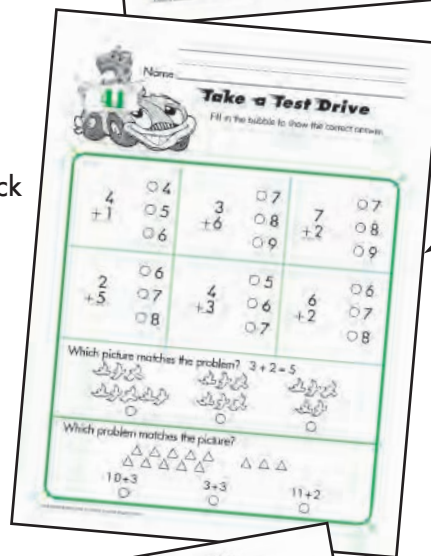 Name
Take a Test Drive
Fill in the bubble to show the correct answer.
ck
4 +1 4 5 6
3 +6 7 8 9
7 +2 7 8 9
2 +5 6 7 8
4 +3 5 6 7
6 +2 6 7 8
Which picture matches the problem? 3 + 2 = 5
Which problem matches the picture?
10+3 3+3 11+2